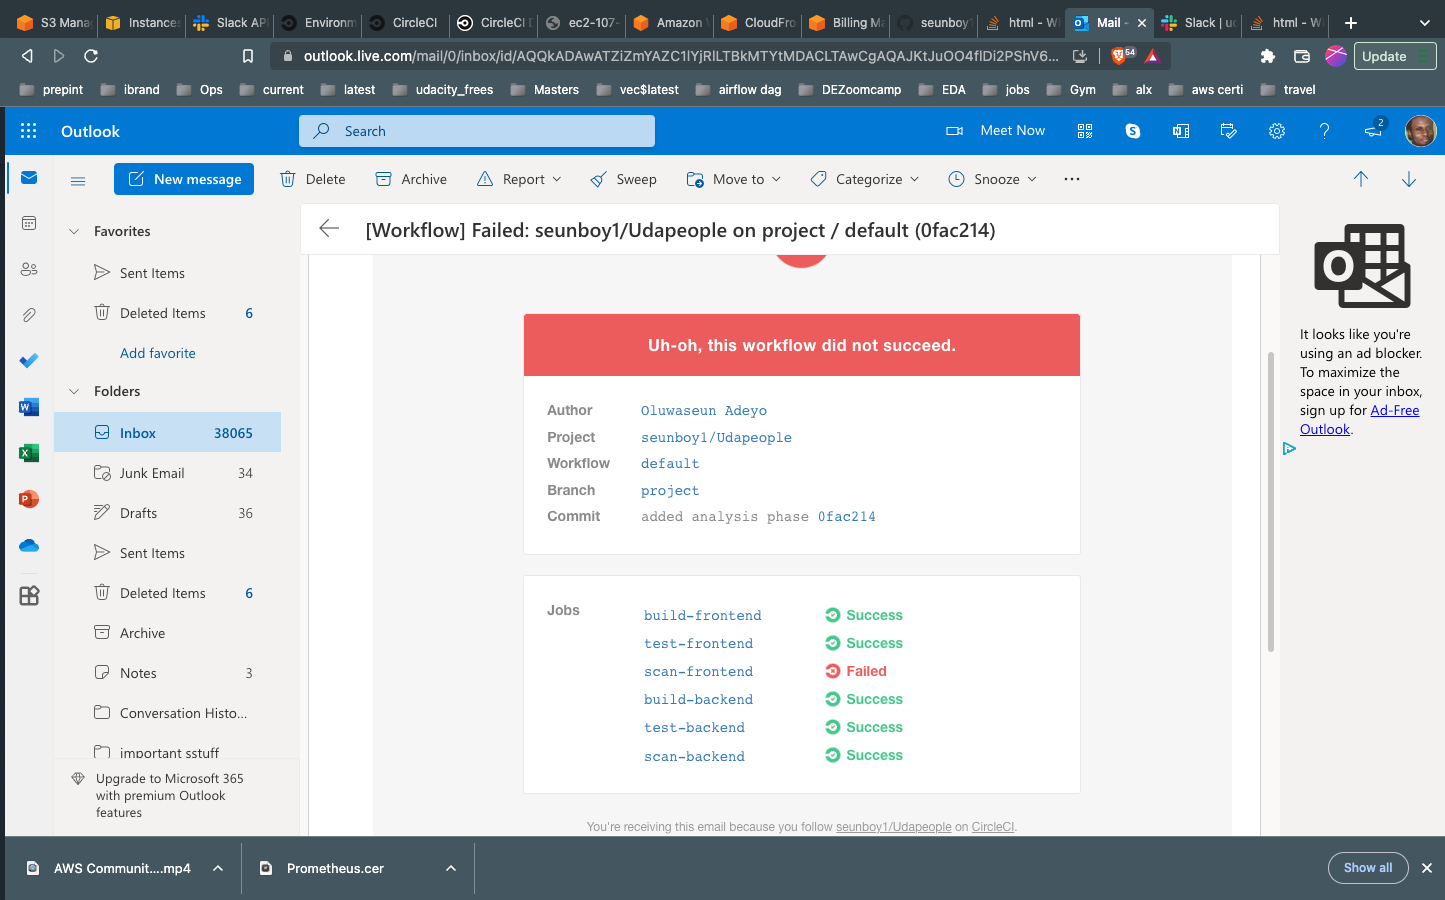 S3 Mana
Instances
Slack AP
Environm
CircleCI
CircleCI D
ec2-107-
Amazon
CloudFro
Billing Ma
seunboy
html - W
Mail -
Slack | u
html - W
outlook.live.com/mail/0/inbox/id/AQQkADAwATZiZmYAZC1lYjRlLTBkMTYtMDACLTAwCgAQAJKtJuOO4flDi2PShV6...
54
Update
prepint
ibrand
Ops
current
latest
udacity_frees
Masters
vec$latest
airflow dag
DEZoomcamp
EDA
jobs
Gym
alx
aws certi
travel
Outlook
Search
Meet Now
2
New message
Delete
Archive
Report
Sweep
Move to
Categorize
Snooze
Favorites
Sent Items
Deleted Items 6
Add favorite
Folders
Inbox 38065
Junk Email 34
Drafts 36
Sent Items
Deleted Items 6
Archive
Notes 3
Conversation Histo...
important sstuff
Upgrade to Microsoft 365
with premium Outlook
features
[Workflow] Failed: seunboy1/Udapeople on project / default (0fac214)
Uh-oh, this workflow did not succeed.
Author Oluwaseun Adeyo
Project seunboy1/Udapeople
Workflow default
Branch project
Commit added analysis phase 0fac214
Jobs
build-frontend Success
test-frontend Success
scan-frontend Failed
build-backend Success
test-backend Success
scan-backend Success
You're receiving this email because you follow seunboy1/Udapeople on CircleCI.
It looks like you're
using an ad blocker.
To maximize the
space in your inbox,
sign up for Ad-Free
Outlook.
AWS Communit....mp4
Prometheus.cer
Show all